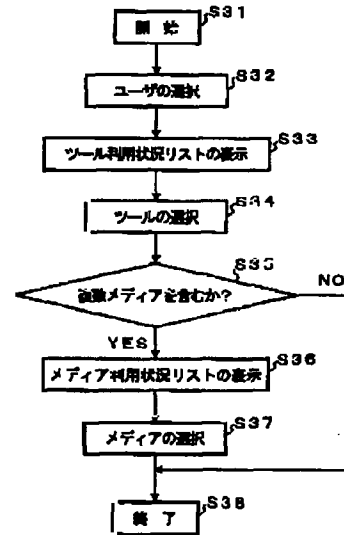 S31
開始
S32
ユーザの選択
S33
ツール利用状況リストの表示
S34
ツールの選択
S35
複数メディアを含むか？
NO
YES
S36
メディア利用状況リストの表示
S37
メディアの選択
S38
終了